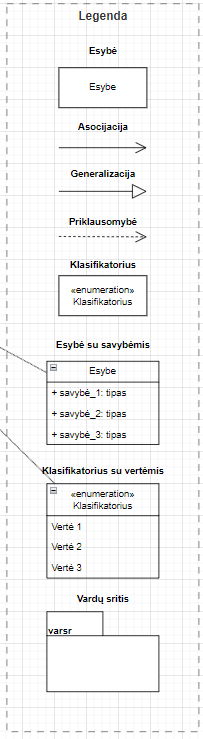 Legenda
Esybė
Esybe
Asocijacija
Generalizacija
Priklausomybė
Klasifikatorius
«enumeration»
Klasifikatorius
Esybė su savybėmis
Esybe
+ savybė_1: tipas
+ savybė_2: tipas
+ savybė_3: tipas
Klasifikatorius su vertėmis
«enumeration»
Klasifikatorius
Vertė 1
Vertė 2
Vertė 3
Vardų sritis
varsr